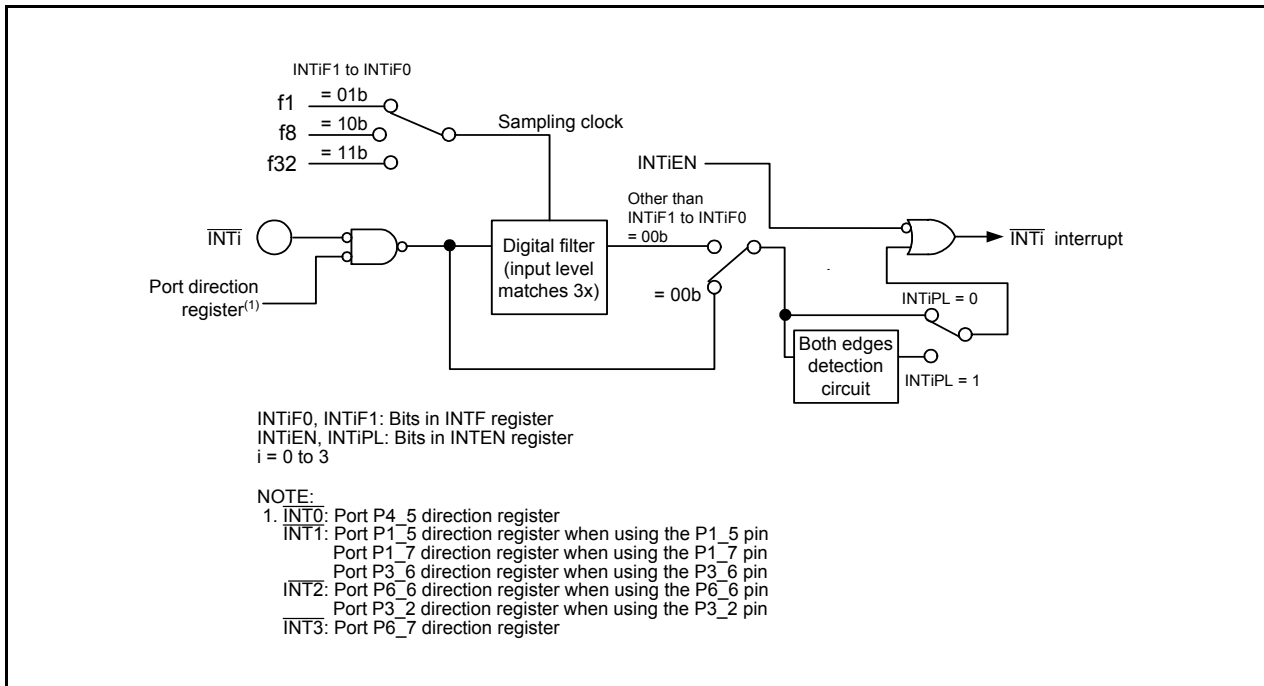 INTiF1 to INTiF0
f1
= 01b
f8
= 10b
f32
= 11b
Sampling clock
INTiEN
Other than
INTiF1 to INTiF0
= 00b
INTi
Digital filter
(input level
matches 3x)
= 00b
INTi interrupt
Port direction
register(1)
INTiPL = 0
Both edges
detection
circuit
INTiPL = 1
INTiF0, INTiF1: Bits in INTF register
INTiEN, INTiPL: Bits in INTEN register
i = 0 to 3
NOTE:
1. INT0: Port P4_5 direction register
INT1: Port P1_5 direction register when using the P1_5 pin
Port P1_7 direction register when using the P1_7 pin
Port P3_6 direction register when using the P3_6 pin
INT2: Port P6_6 direction register when using the P6_6 pin
Port P3_2 direction register when using the P3_2 pin
INT3: Port P6_7 direction register